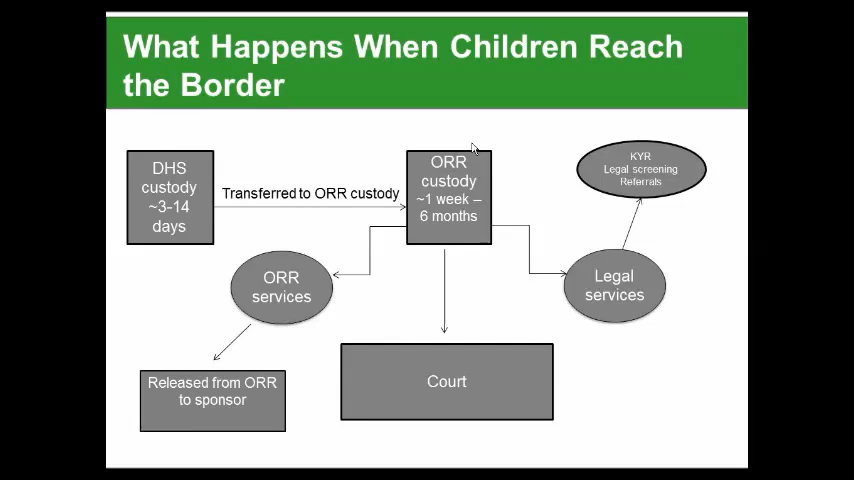 What Happens When Children Reach
the Border
DHS
custody
~3-14
days
Transferred to ORR custody
ORR
custody
~1 week –
6 months
KYR
Legal screening
Referrals
ORR
services
Legal
services
Released from ORR
to sponsor
Court